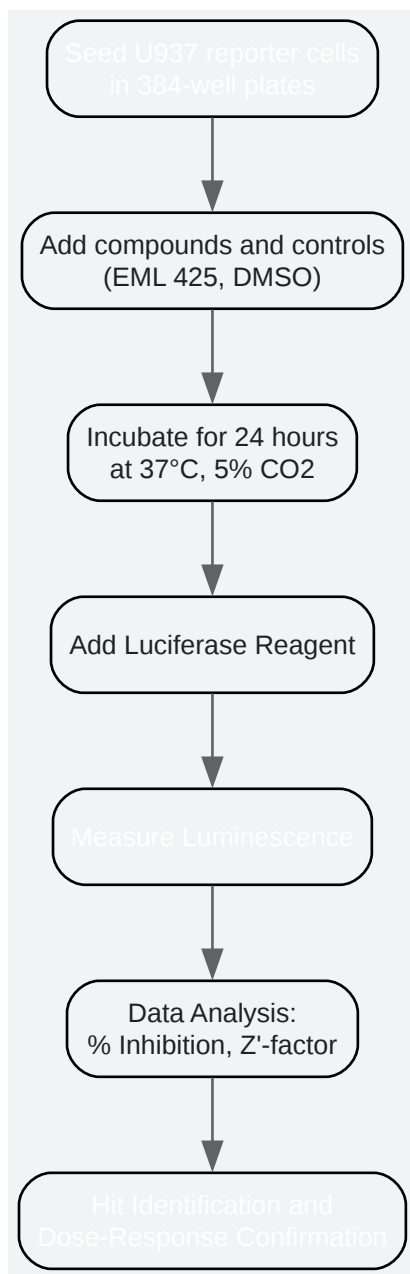 Seed U937 reporter cells
in 384-well plates
Add compounds and controls
(EML 425, DMSO)
Incubate for 24 hours
at 37°C, 5% CO2
Add Luciferase Reagent
Measure Luminescence
Data Analysis:
% Inhibition, Z'-factor
Hit Identification and
Dose-Response Confirmation